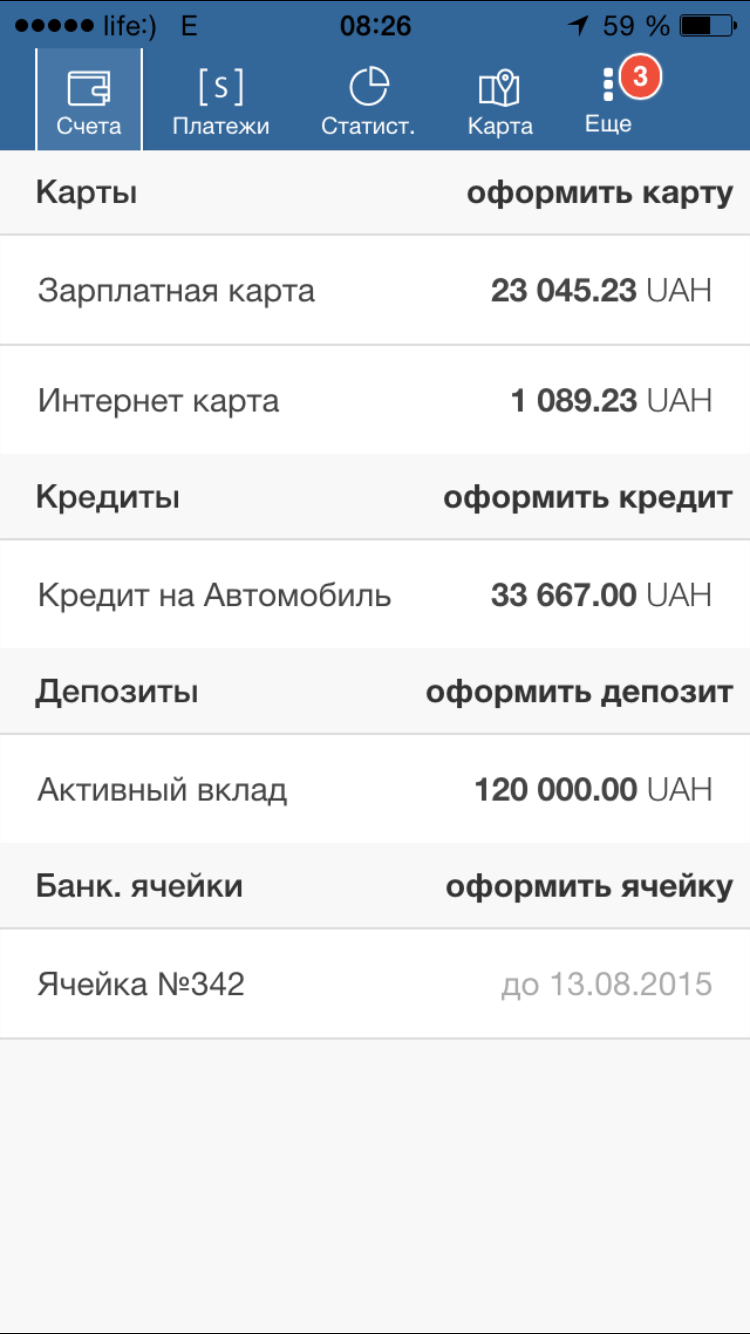 life:) E 08:26 59 %
[s] 3
Счета Платежи Статист. Карта Еще
Карты оформить карту
Зарплатная карта 23 045.23 UAH
Интернет карта 1 089.23 UAH
Кредиты оформить кредит
Кредит на Автомобиль 33 667.00 UAH
Депозиты оформить депозит
Активный вклад 120 000.00 UAH
Банк. ячейки оформить ячейку
Ячейка №342 до 13.08.2015